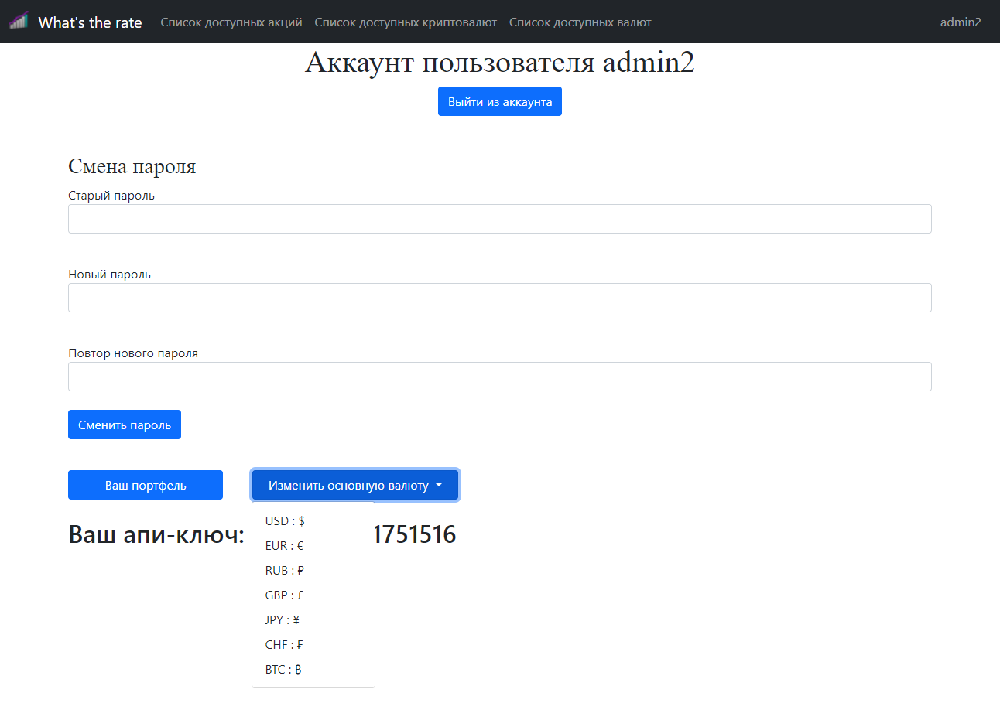 What's the rate Список доступных акций Список доступных криптовалют Список доступных валют admin2
Аккаунт пользователя admin2
Выйти из аккаунта
Смена пароля
Старый пароль
Новый пароль
Повтор нового пароля
Сменить пароль
Ваш портфель Изменить основную валюту
Ваш апи-ключ: 1751516
USD : $
EUR : €
RUB : ₽
GBP : £
JPY : ¥
CHF : ₣
BTC : ₿